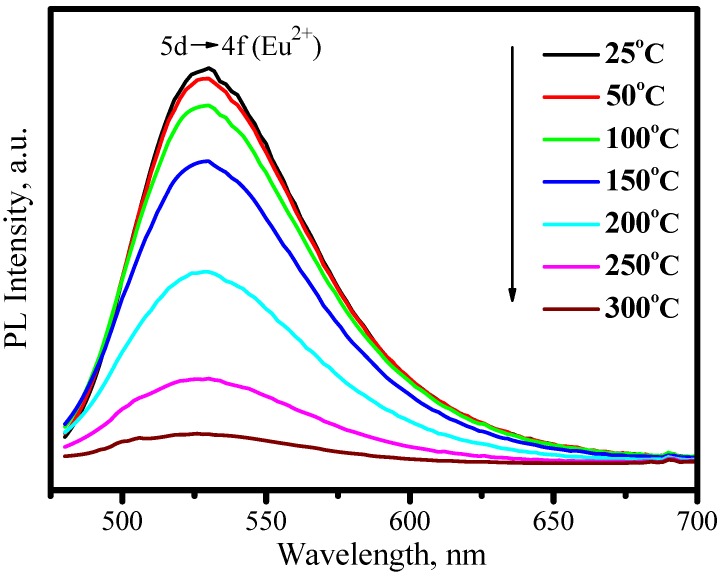 5d→4f (Eu²⁺)
25°C
50°C
100°C
150°C
200°C
250°C
300°C
PL Intensity, a.u.
500 550 600 650 700
Wavelength, nm